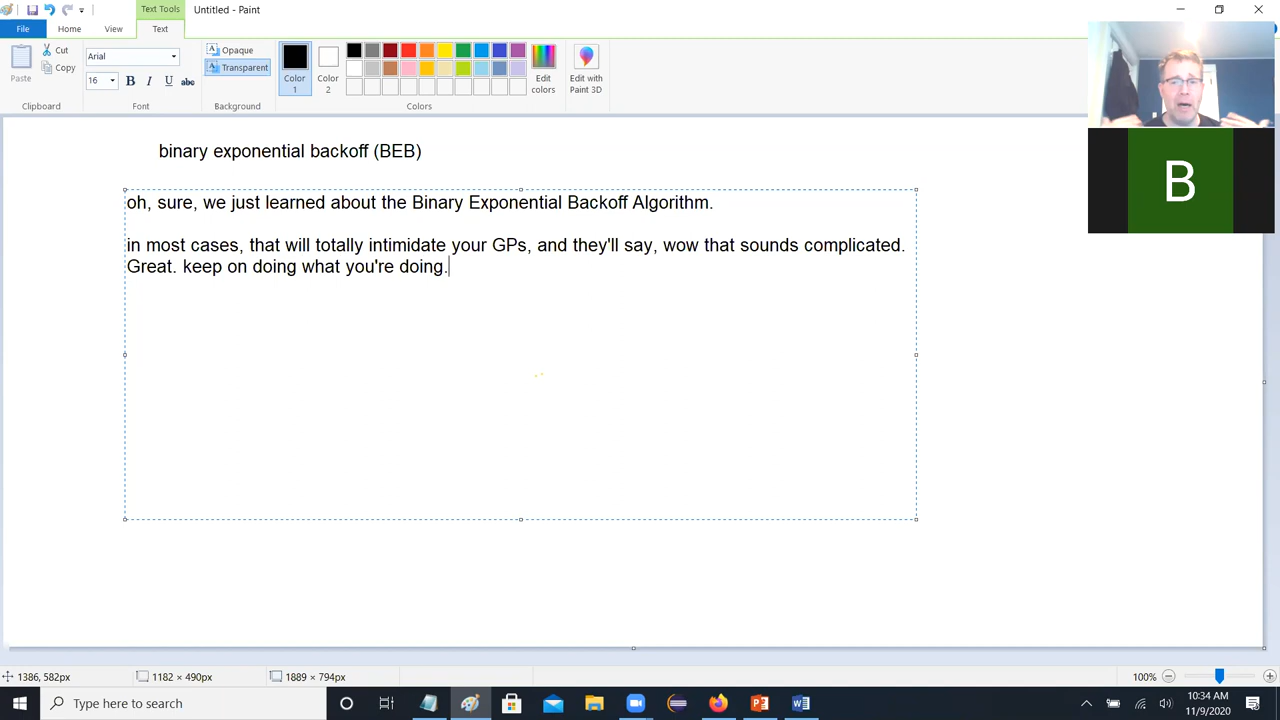 Text Tools
Untitled - Paint
File
Home
View
Text
Paste
Cut
Copy
Clipboard
Arial
16
B
I
U
abc
Font
Opaque
Transparent
Background
Color 1
Color 2
Edit colors
Edit with Paint 3D
Colors
binary exponential backoff (BEB)
oh, sure, we just learned about the Binary Exponential Backoff Algorithm.
in most cases, that will totally intimidate your GPs, and they'll say, wow that sounds complicated.
Great. keep on doing what you're doing.
B
1386, 582px
1182 × 490px
1889 × 794px
100%
Type here to search
10:34 AM
11/9/2020